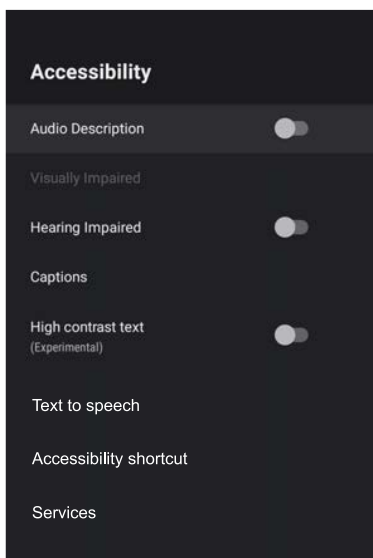 Accessibility
Audio Description
Visually Impaired
Hearing Impaired
Captions
High contrast text
(Experimental)
Text to speech
Accessibility shortcut
Services